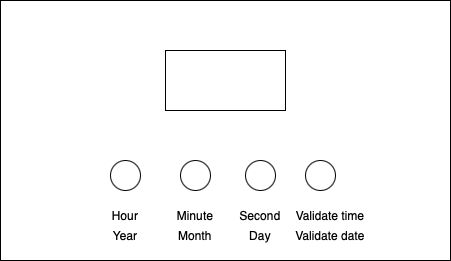 Hour Minute Second Validate time
Year Month Day Validate date